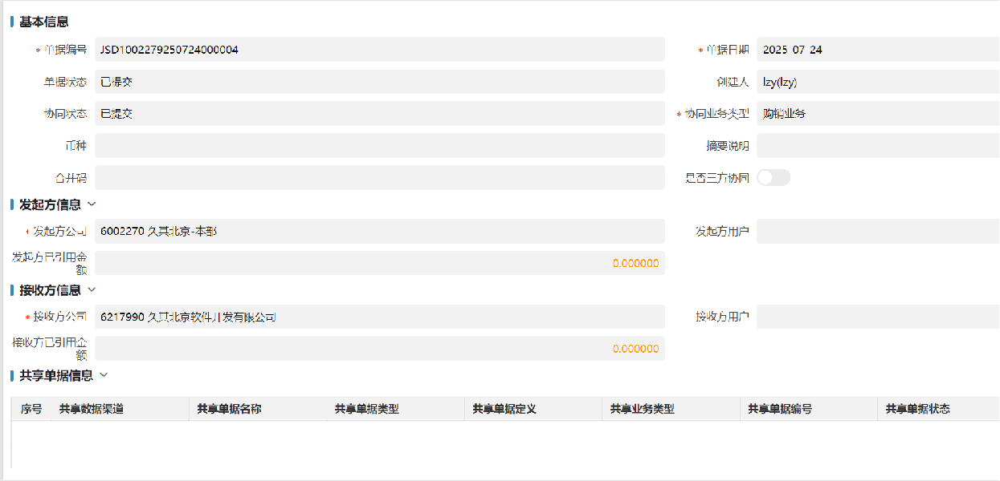 基本信息
* 单据编号 JSD1002279250724000004 * 单据日期 2025-07-24
单据状态 已提交 创建人 lzy(lzy)
协同状态 已提交 * 协同业务类型 购销业务
币种 摘要说明
合并码 是否三方协同
发起方信息
* 发起方公司 6002270 久其北京-本部 发起方用户
发起方已引用金
额 0.000000
接收方信息
* 接收方公司 6217990 久其北京软件开发有限公司 接收方用户
接收方已引用金
额 0.000000
共享单据信息
序号 共享数据渠道 共享单据名称 共享单据类型 共享单据定义 共享业务类型 共享单据编号 共享单据状态